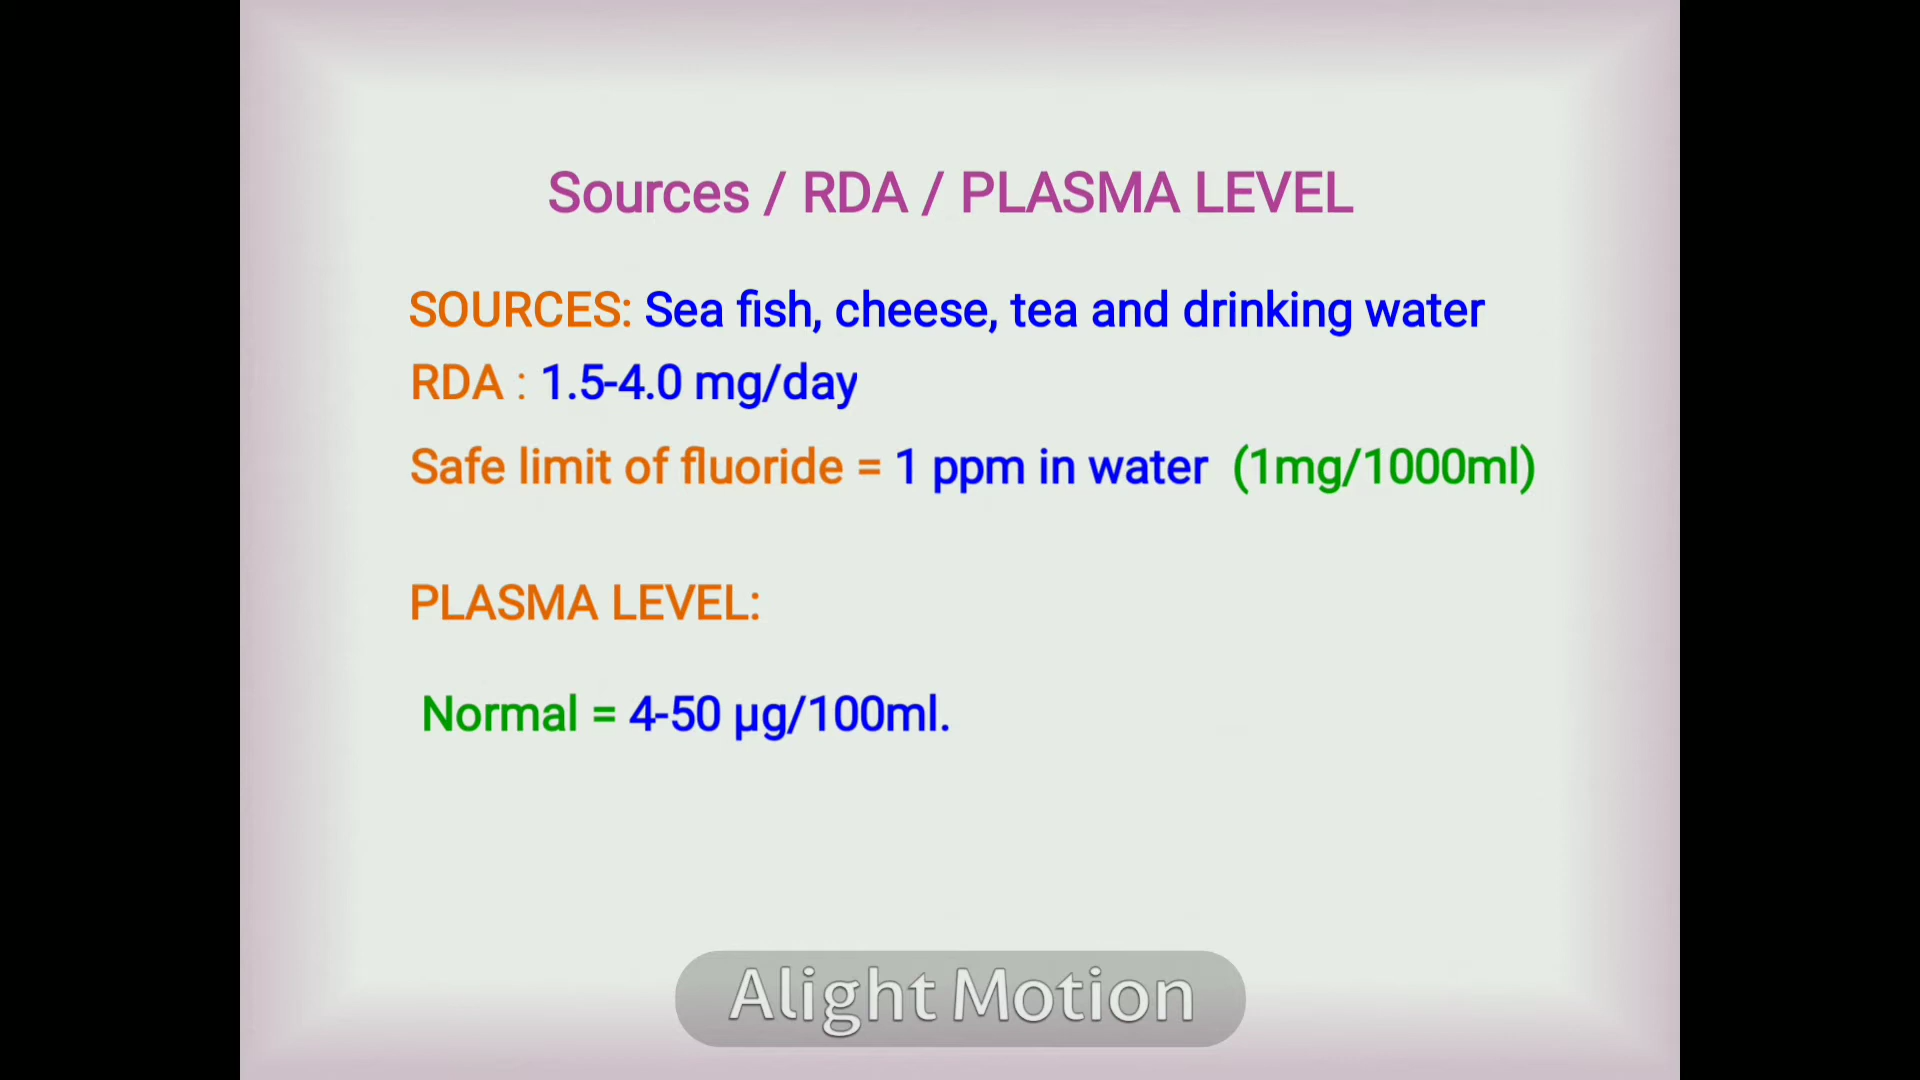 Sources / RDA / PLASMA LEVEL
SOURCES: Sea fish, cheese, tea and drinking water
RDA : 1.5-4.0 mg/day
Safe limit of fluoride = 1 ppm in water (1mg/1000ml)
PLASMA LEVEL:
Normal = 4-50 µg/100ml.
Alight Motion